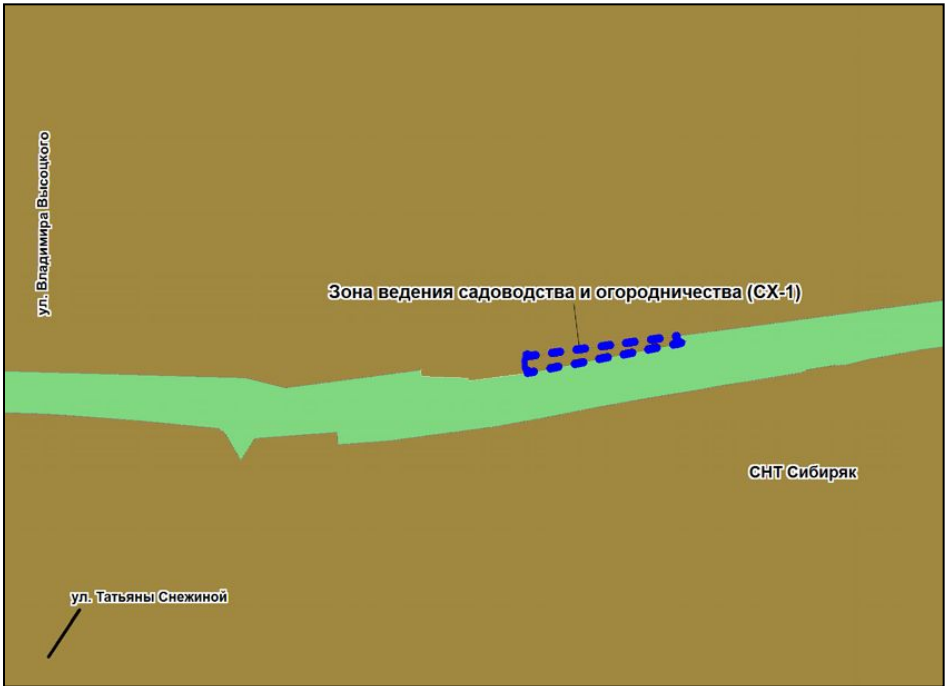 ул. Владимира Высоцкого
Зона ведения садоводства и огородничества (СХ-1)
СНТ Сибиряк
ул. Татьяны Снежиной